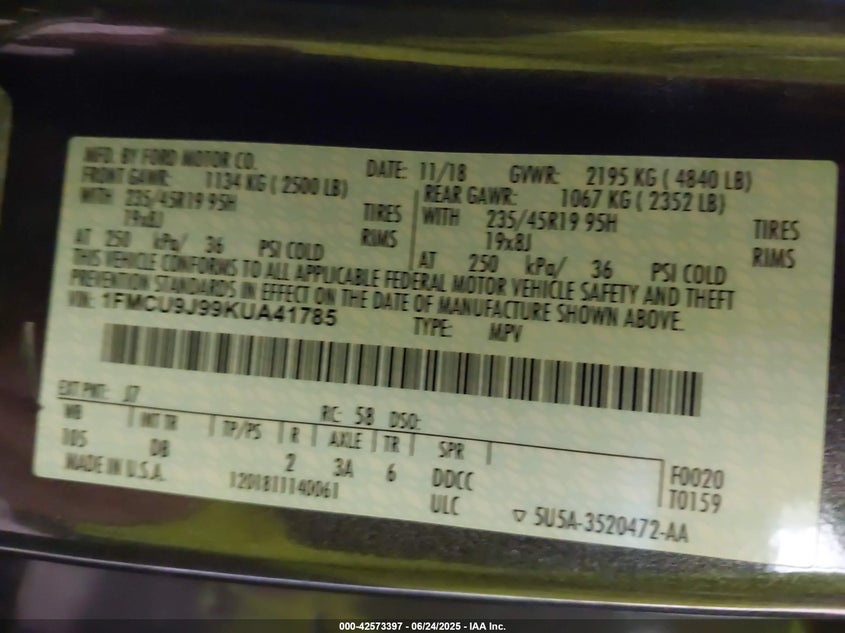 MFD. BY FORD MOTOR CO. DATE: 11/18 GVWR: 2195 KG ( 4840 LB)
FRONT GAWR: 1134 KG ( 2500 LB) REAR GAWR: 1067 KG ( 2352 LB)
WITH 235/45R19 95H TIRES WITH 235/45R19 95H TIRES
19x8J RIMS 19x8J RIMS
AT 250 kPa/ 36 PSI COLD AT 250 kPa/ 36 PSI COLD
THIS VEHICLE CONFORMS TO ALL APPLICABLE FEDERAL MOTOR VEHICLE SAFETY AND THEFT
PREVENTION STANDARDS IN EFFECT ON THE DATE OF MANUFACTURE SHOWN ABOVE.
VIN: 1FMCU9J99KUA41785 TYPE: MPV
EXT PNT: J7 RC: 58 DSO:
WB INT TR TP/PS R AXLE TR SPR
105 DB 2 3A 6 DDCC F0020
MADE IN U.S.A. 1201811140061 ULC T0159
▽ 5U5A-3520472-AA
000-42573397 - 06/24/2025 - IAA Inc.